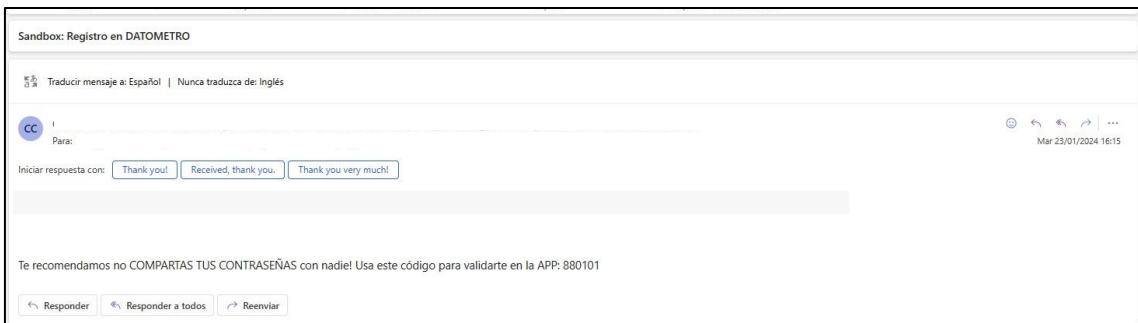 Sandbox: Registro en DATOMETRO
Traducir mensaje a: Español | Nunca traduzca de: Inglés
CC
Para:
Mar 23/01/2024 16:15
Iniciar respuesta con: Thank you! Received, thank you. Thank you very much!
Te recomendamos no COMPARTAS TUS CONTRASEÑAS con nadie! Usa este código para validarte en la APP: 880101
Responder Responder a todos Reenviar